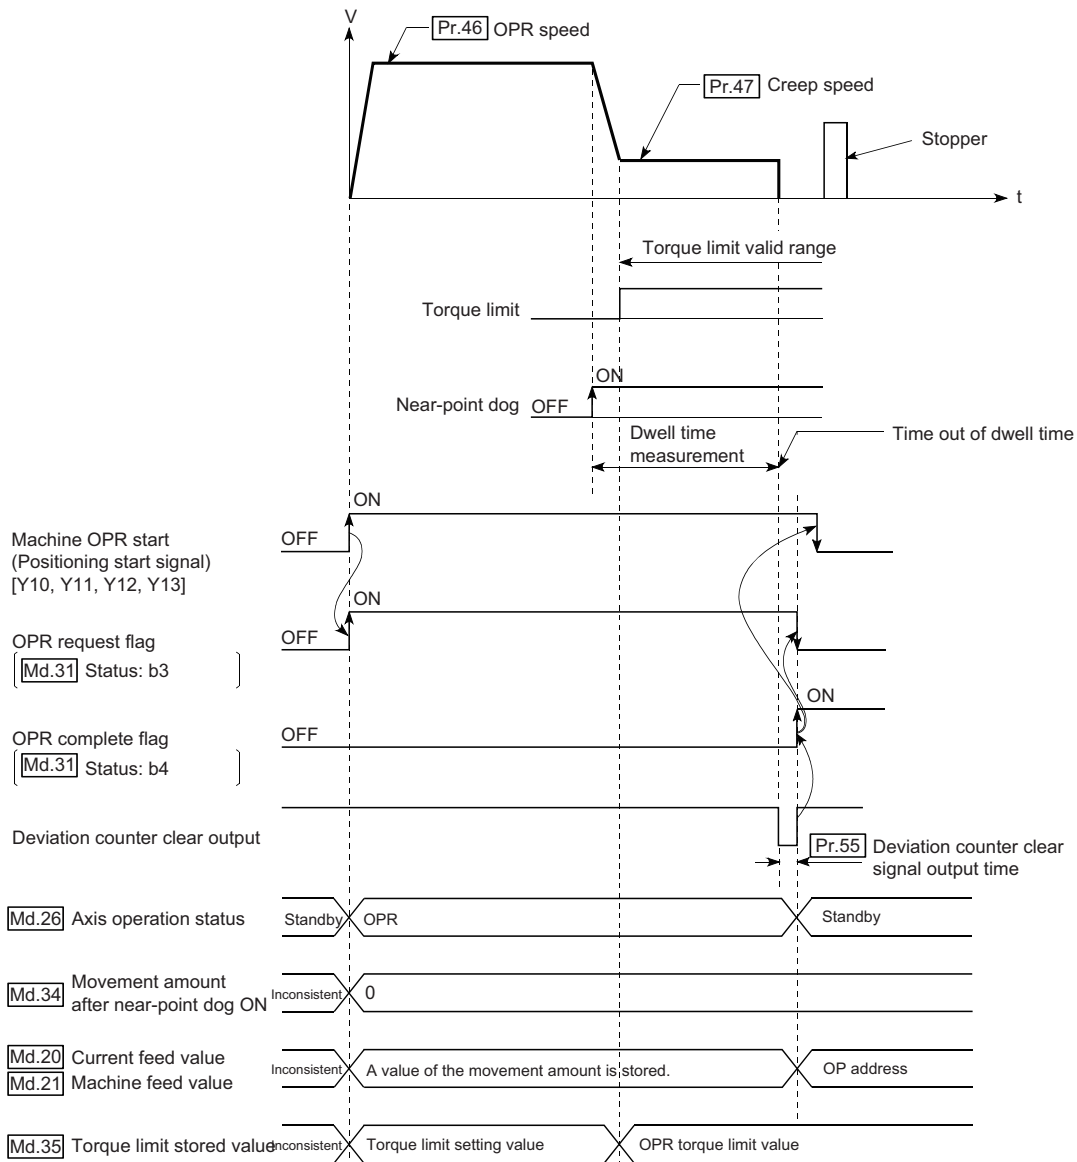 V
Pr.46 OPR speed
Pr.47 Creep speed
Stopper
t
Torque limit valid range
Torque limit
ON
Near-point dog OFF
Dwell time
measurement
Time out of dwell time
ON
Machine OPR start
(Positioning start signal)
[Y10, Y11, Y12, Y13]
OFF
ON
OPR request flag
OFF
Md.31 Status: b3
ON
OPR complete flag
OFF
Md.31 Status: b4
Deviation counter clear output
Pr.55 Deviation counter clear
signal output time
Md.26 Axis operation status Standby OPR Standby
Md.34 Movement amount
after near-point dog ON Inconsistent 0
Md.20 Current feed value
Md.21 Machine feed value
Inconsistent A value of the movement amount is stored. OP address
Md.35 Torque limit stored value Inconsistent Torque limit setting value OPR torque limit value